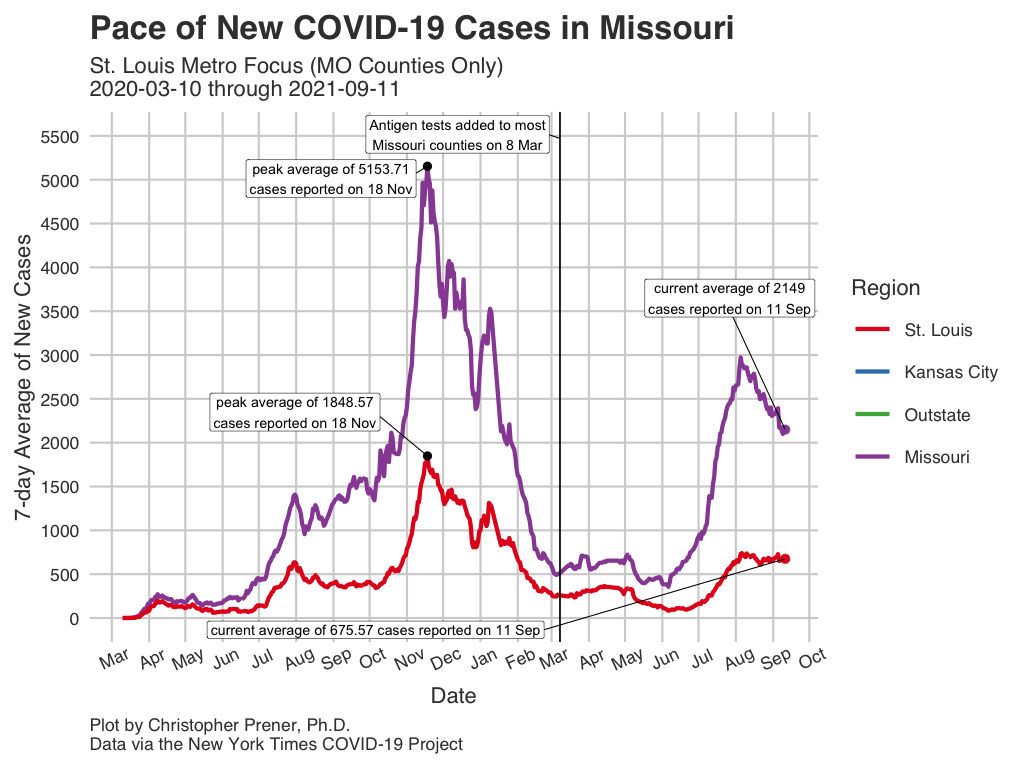 Pace of New COVID-19 Cases in Missouri
St. Louis Metro Focus (MO Counties Only)
2020-03-10 through 2021-09-11
Antigen tests added to most
Missouri counties on 8 Mar
peak average of 5153.71
cases reported on 18 Nov
current average of 2149
cases reported on 11 Sep
peak average of 1848.57
cases reported on 18 Nov
current average of 675.57 cases reported on 11 Sep
7-day Average of New Cases
5500
5000
4500
4000
3500
3000
2500
2000
1500
1000
500
0
Mar Apr May Jun Jul Aug Sep Oct Nov Dec Jan Feb Mar Apr May Jun Jul Aug Sep Oct
Date
Region
St. Louis
Kansas City
Outstate
Missouri
Plot by Christopher Prener, Ph.D.
Data via the New York Times COVID-19 Project